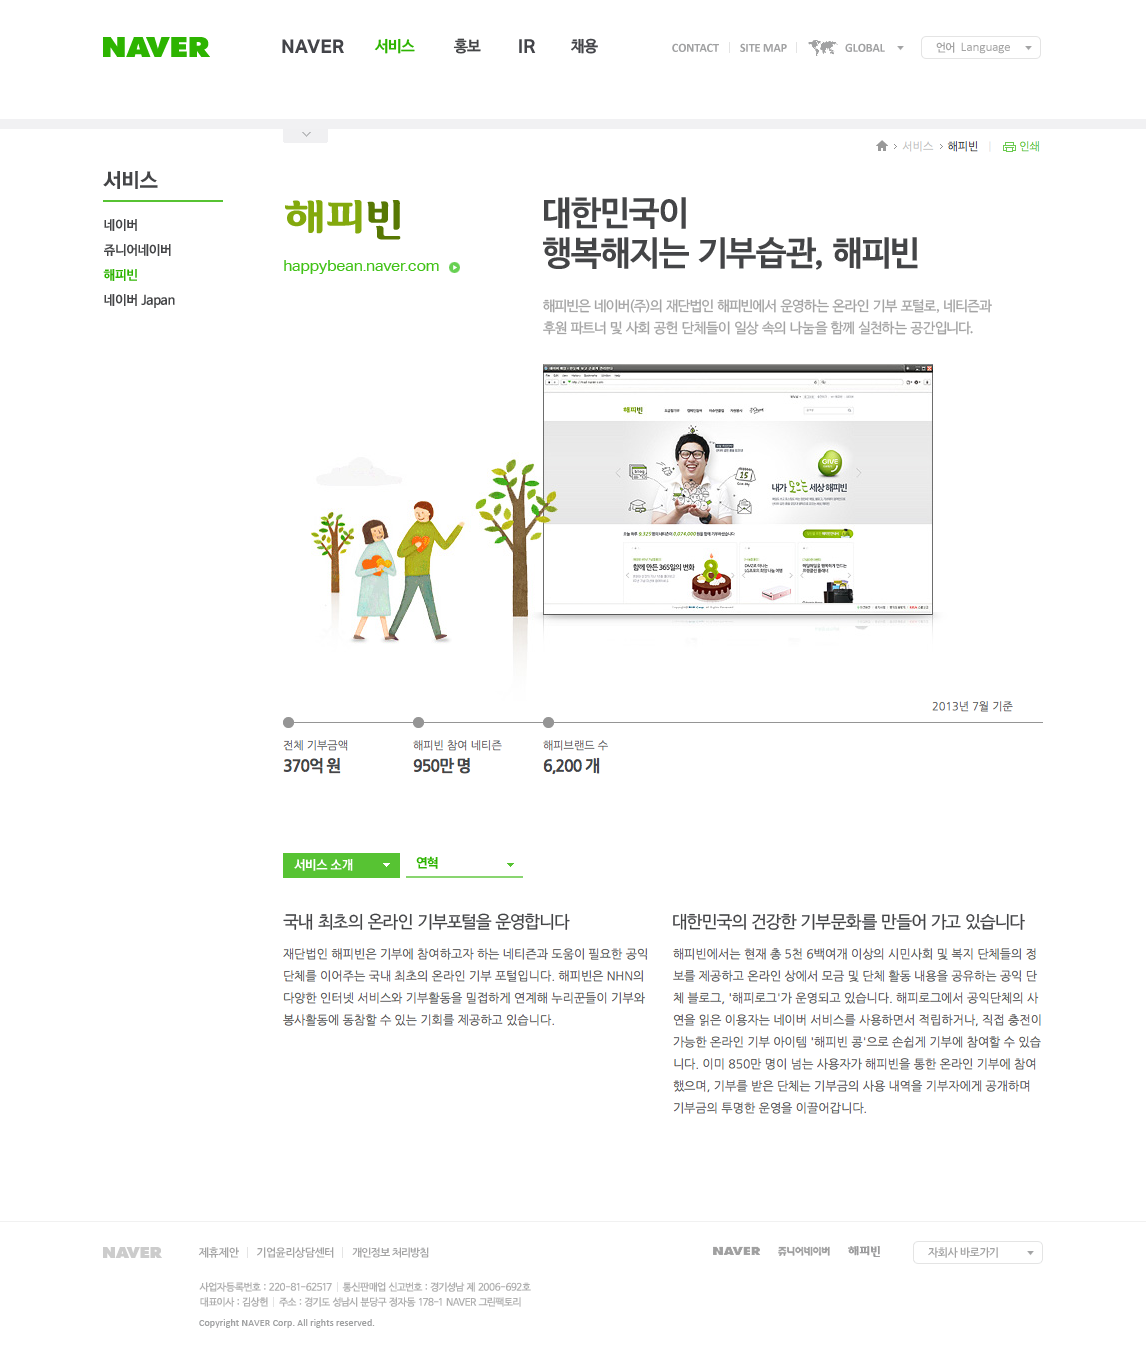 NAVER
NAVER 서비스 홍보 IR 채용
CONTACT SITE MAP GLOBAL 언어 Language
서비스 해피빈 인쇄
서비스
네이버
쥬니어네이버
해피빈
네이버 Japan
해피빈
happybean.naver.com
대한민국이
행복해지는 기부습관, 해피빈
해피빈은 네이버(주)의 재단법인 해피빈에서 운영하는 온라인 기부 포털로, 네티즌과
후원 파트너 및 사회 공헌 단체들이 일상 속의 나눔을 함께 실천하는 공간입니다.
해피빈
blog
15
GIVE
내가 모으는 세상 해피빈
함께 만든 365일의 변화
8
2013년 7월 기준
전체 기부금액
370억 원
해피빈 참여 네티즌
950만 명
해피브랜드 수
6,200 개
서비스 소개
연혁
국내 최초의 온라인 기부포털을 운영합니다
재단법인 해피빈은 기부에 참여하고자 하는 네티즌과 도움이 필요한 공익
단체를 이어주는 국내 최초의 온라인 기부 포털입니다. 해피빈은 NHN의
다양한 인터넷 서비스와 기부활동을 밀접하게 연계해 누리꾼들이 기부와
봉사활동에 동참할 수 있는 기회를 제공하고 있습니다.
대한민국의 건강한 기부문화를 만들어 가고 있습니다
해피빈에서는 현재 총 5천 6백여개 이상의 시민사회 및 복지 단체들의 정
보를 제공하고 온라인 상에서 모금 및 단체 활동 내용을 공유하는 공익 단
체 블로그, '해피로그'가 운영되고 있습니다. 해피로그에서 공익단체의 사
연을 읽은 이용자는 네이버 서비스를 사용하면서 적립하거나, 직접 충전이
가능한 온라인 기부 아이템 '해피빈 콩'으로 손쉽게 기부에 참여할 수 있습
니다. 이미 850만 명이 넘는 사용자가 해피빈을 통한 온라인 기부에 참여
했으며, 기부를 받은 단체는 기부금의 사용 내역을 기부자에게 공개하며
기부금의 투명한 운영을 이끌어갑니다.
NAVER
제휴제안 기업윤리상담센터 개인정보 처리방침
NAVER 쥬니어네이버 해피빈 자회사 바로가기
사업자등록번호 : 220-81-62517 통신판매업 신고번호 : 경기성남 제 2006-692호
대표이사 : 김상헌 주소 : 경기도 성남시 분당구 정자동 178-1 NAVER 그린팩토리
Copyright NAVER Corp. All rights reserved.